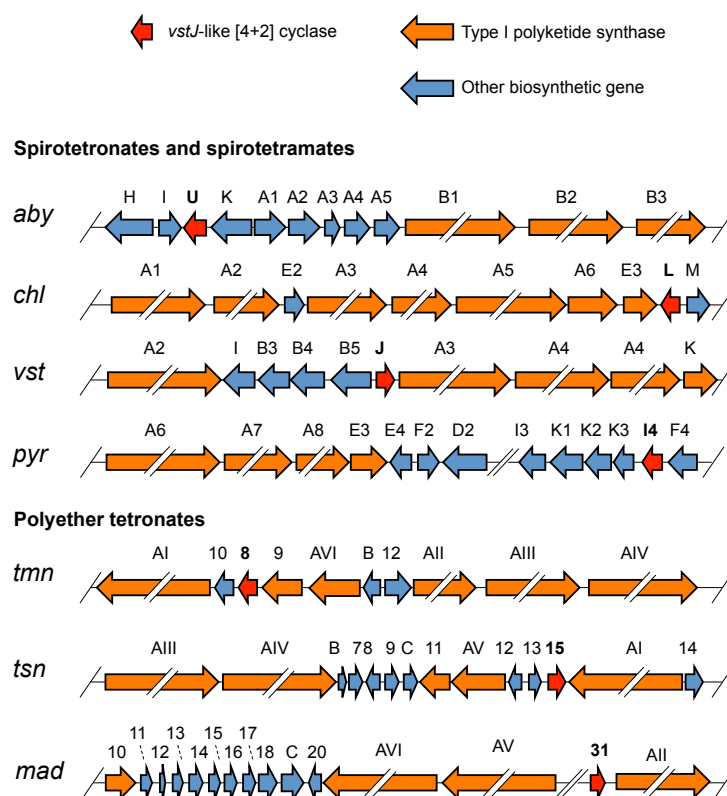 vstJ-like [4+2] cyclase
Type I polyketide synthase
Other biosynthetic gene
Spirotetronates and spirotetramates
H I U K A1 A2 A3 A4 A5 B1 B2 B3
aby
A1 A2 E2 A3 A4 A5 A6 E3 L M
chl
A2 I B3 B4 B5 J A3 A4 A4 K
vst
A6 A7 A8 E3 E4 F2 D2 I3 K1 K2 K3 I4 F4
pyr
Polyether tetronates
AI 10 8 9 AVI B 12 AII AIII AIV
tmn
AIII AIV B 7 8 9 C 11 AV 12 13 15 AI 14
tsn
10 11 12 13 14 15 16 17 18 C 20 AVI AV 31 AII
mad